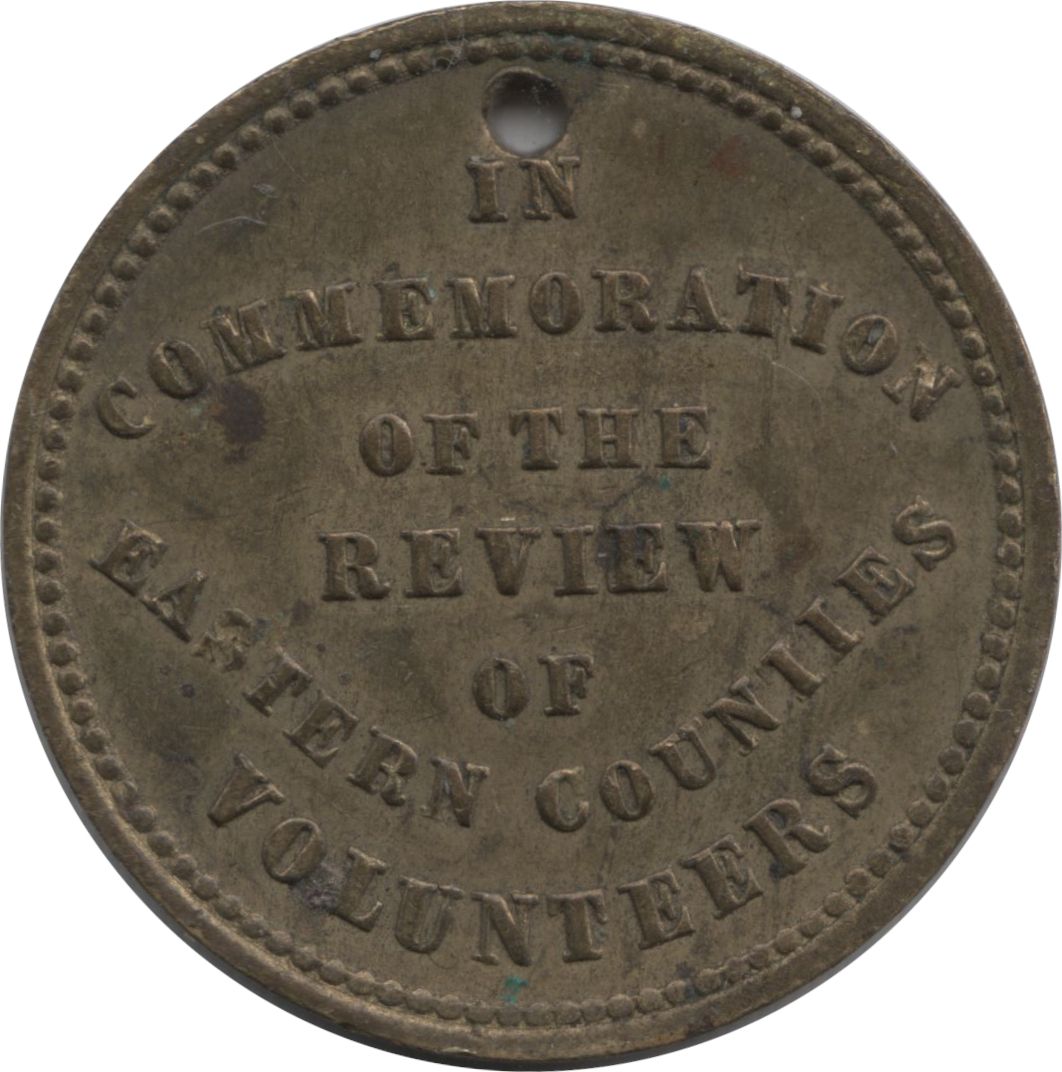 IN
COMMEMORATION
OF THE
REVIEW
OF
EASTERN COUNTIES
VOLUNTEERS